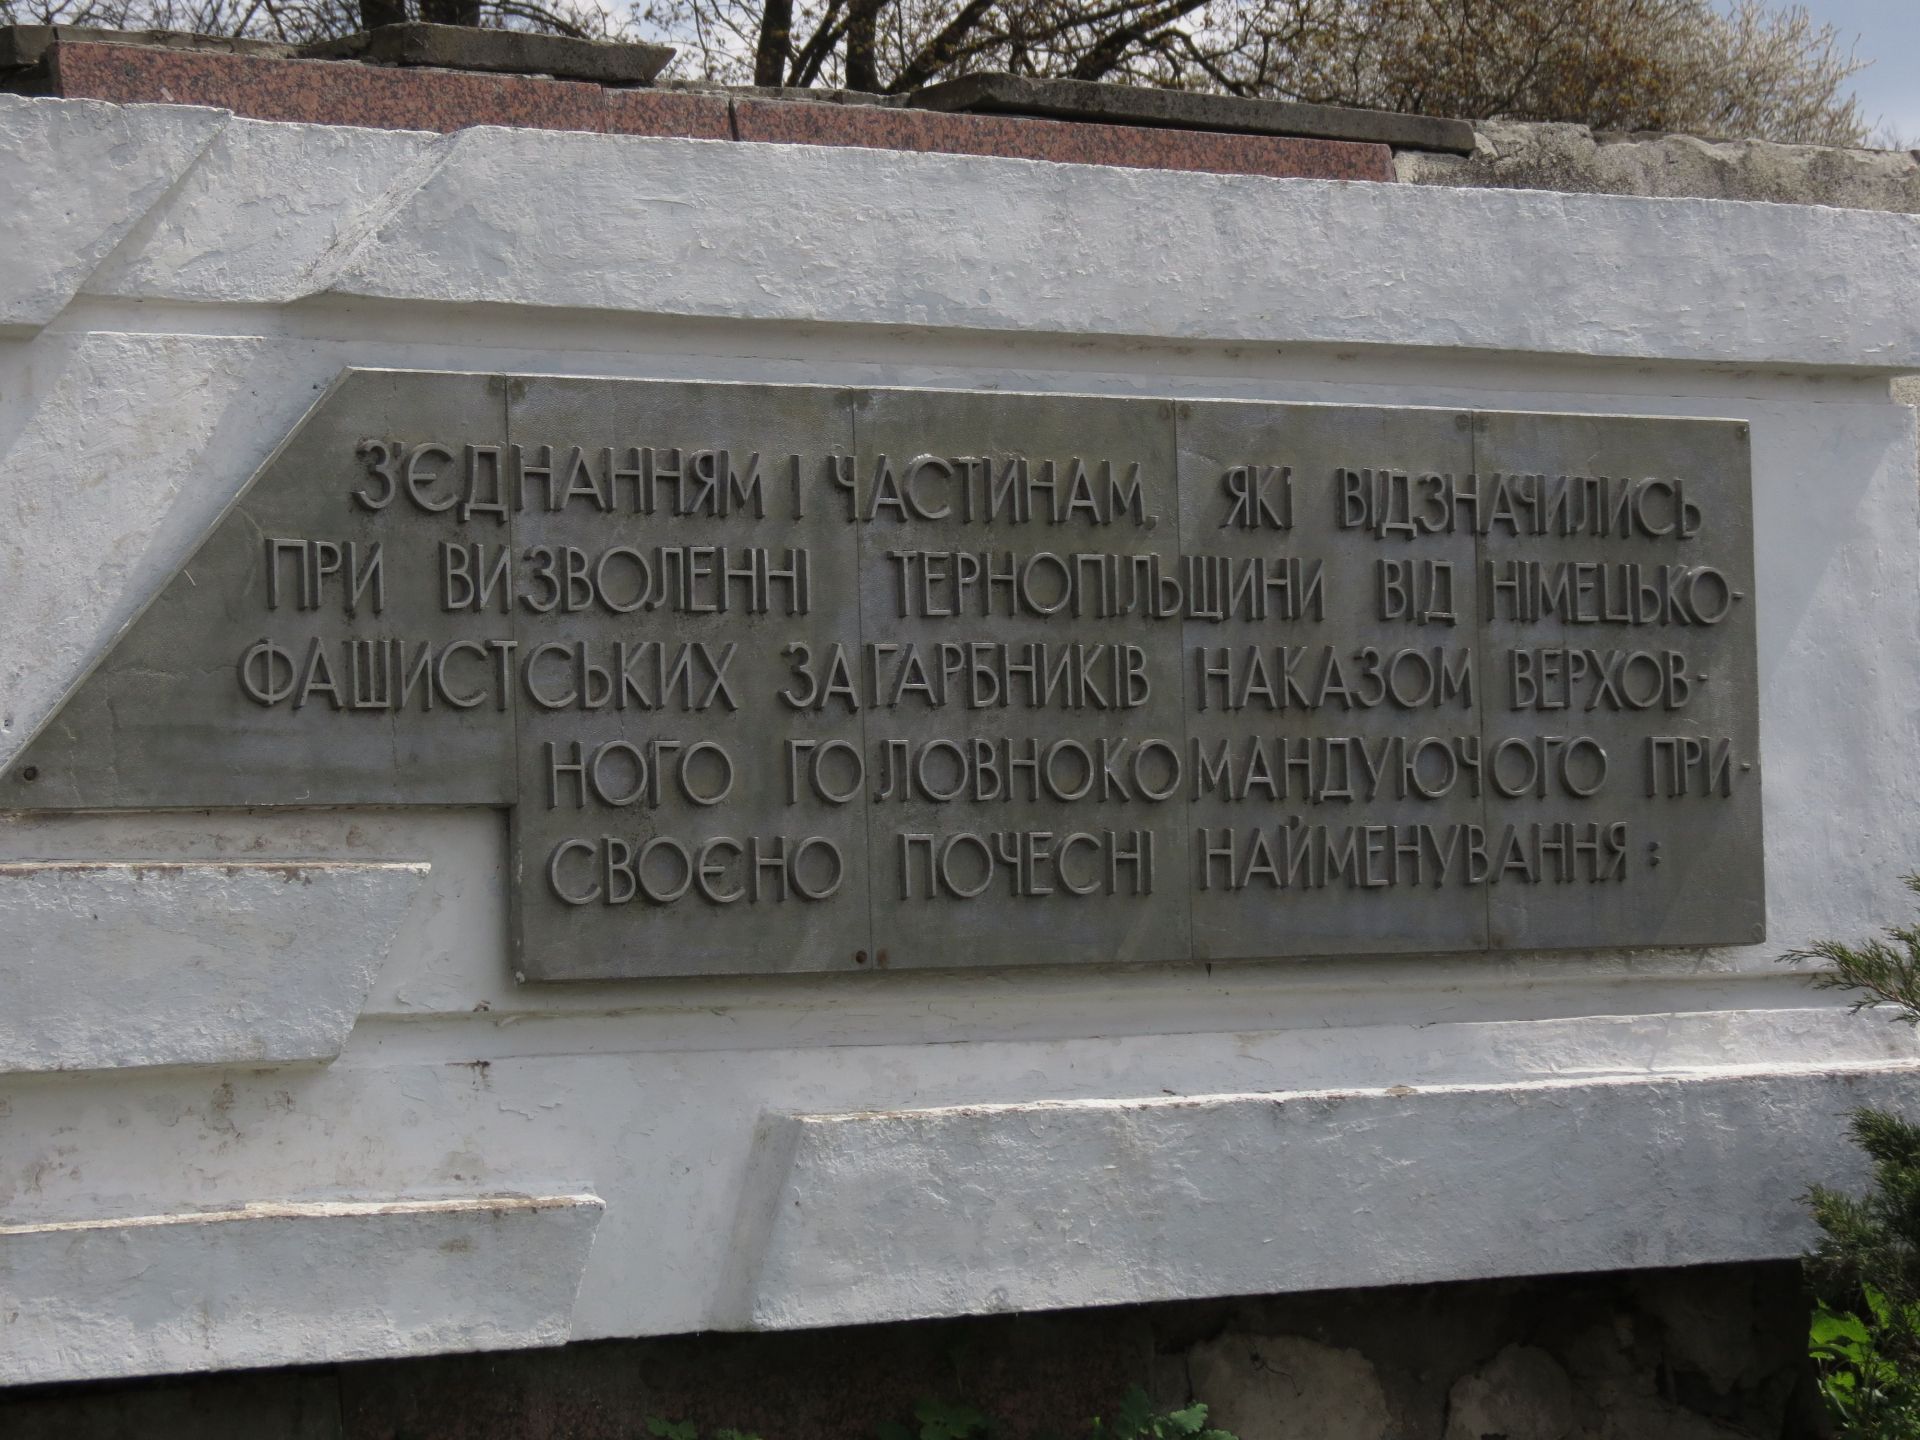 З'ЄДНАННЯМ І ЧАСТИНАМ, ЯКІ ВІДЗНАЧИЛИСЬ
ПРИ ВИЗВОЛЕННІ ТЕРНОПІЛЬЩИНИ ВІД НІМЕЦЬКО-
ФАШИСТСЬКИХ ЗАГАРБНИКІВ НАКАЗОМ ВЕРХОВ-
НОГО ГОЛОВНОКОМАНДУЮЧОГО ПРИ-
СВОЄНО ПОЧЕСНІ НАЙМЕНУВАННЯ: